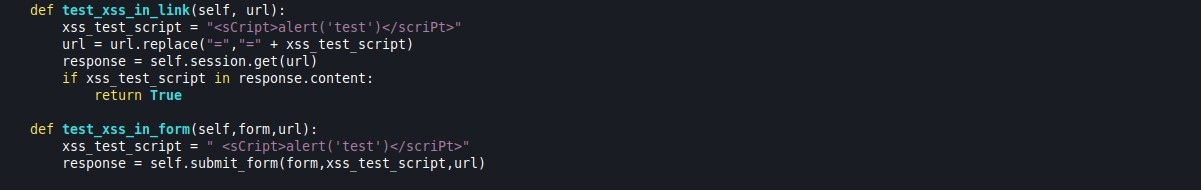 def test_xss_in_link(self, url):
    xss_test_script = "<sCript>alert('test')</scriPt>"
    url = url.replace("=","=" + xss_test_script)
    response = self.session.get(url)
    if xss_test_script in response.content:
        return True

def test_xss_in_form(self,form,url):
    xss_test_script = " <sCript>alert('test')</scriPt>"
    response = self.submit_form(form,xss_test_script,url)